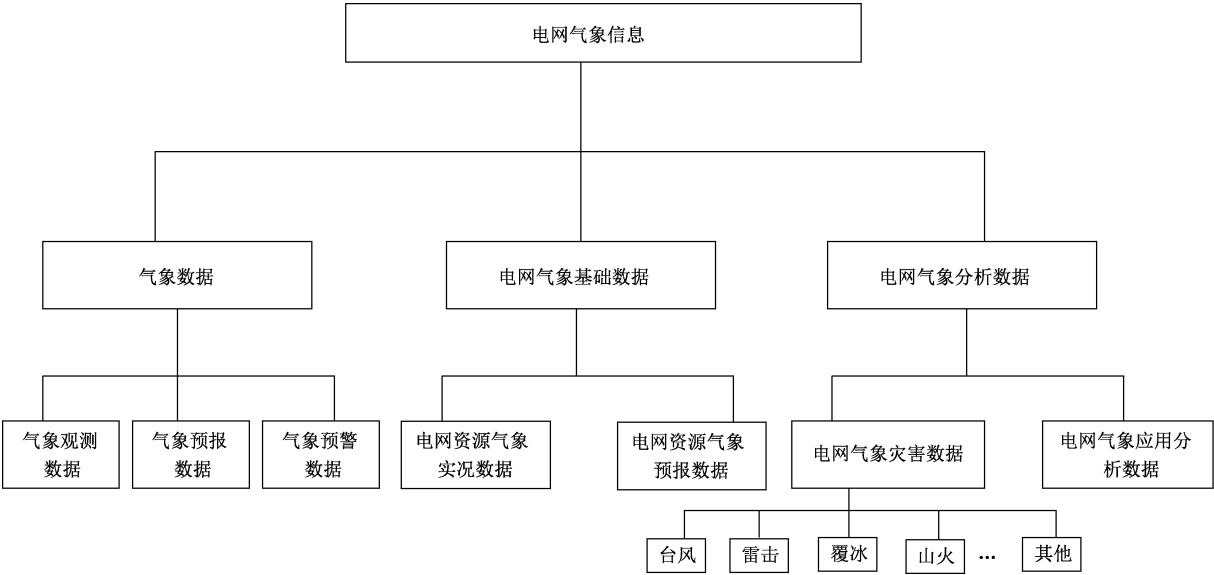 电网气象信息
气象数据
电网气象基础数据
电网气象分析数据
气象观测
数据
气象预报
数据
气象预警
数据
电网资源气象
实况数据
电网资源气象
预报数据
电网气象灾害数据
电网气象应用分
析数据
台风
雷击
覆冰
山火
...
其他